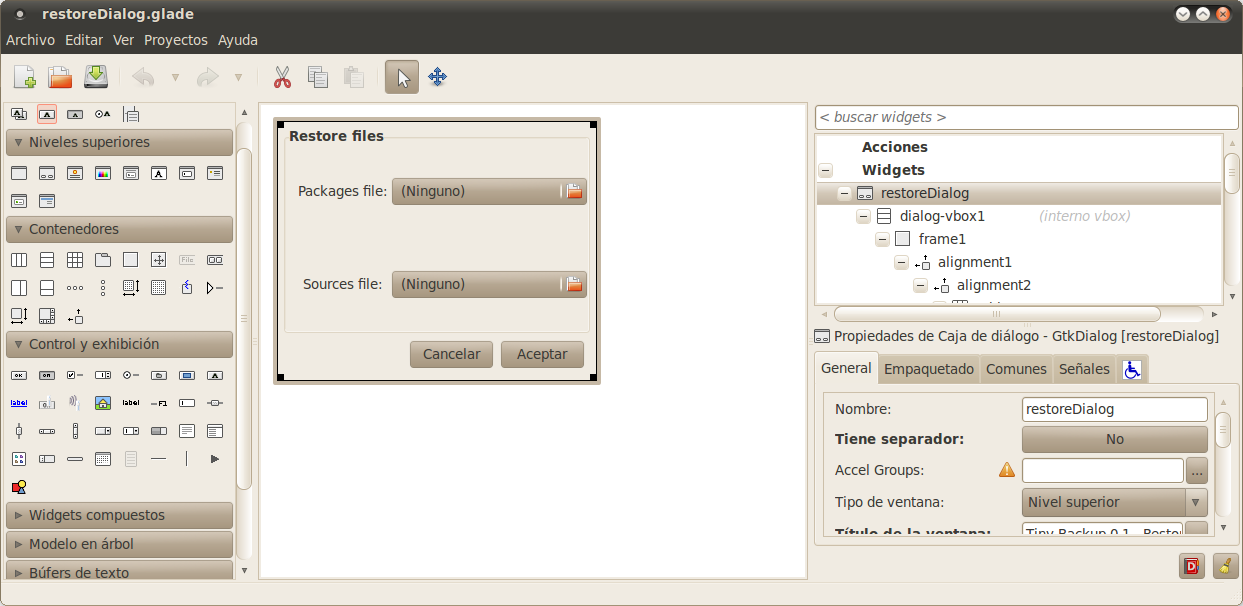 restoreDialog.glade
Archivo Editar Ver Proyectos Ayuda
Niveles superiores
Contenedores
File
Control y exhibición
OK OK
label label F1
Widgets compuestos
Modelo en árbol
Búfers de texto
Restore files
Packages file: (Ninguno)
Sources file: (Ninguno)
Cancelar Aceptar
< buscar widgets >
Acciones
Widgets
restoreDialog
dialog-vbox1 (interno vbox)
frame1
alignment1
alignment2
Propiedades de Caja de diálogo - GtkDialog [restoreDialog]
General Empaquetado Comunes Señales
Nombre: restoreDialog
Tiene separador: No
Accel Groups: ...
Tipo de ventana: Nivel superior
Título de la ventana: Tiny Backup 0.1 - Resto